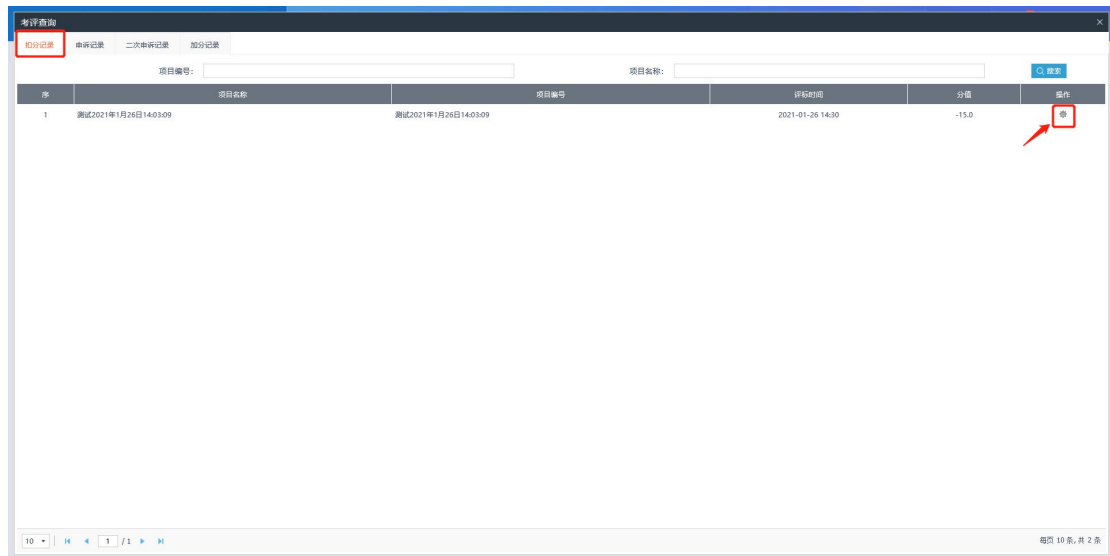 考评查询
扣分记录 申诉记录 二次申诉记录 加分记录
项目编号: 项目名称: 搜索
序 项目名称 项目编号 评标时间 分值 操作
1 测试2021年1月26日14:03:09 测试2021年1月26日14:03:09 2021-01-26 14:30 -15.0
10 1 / 1 每页 10 条, 共 2 条